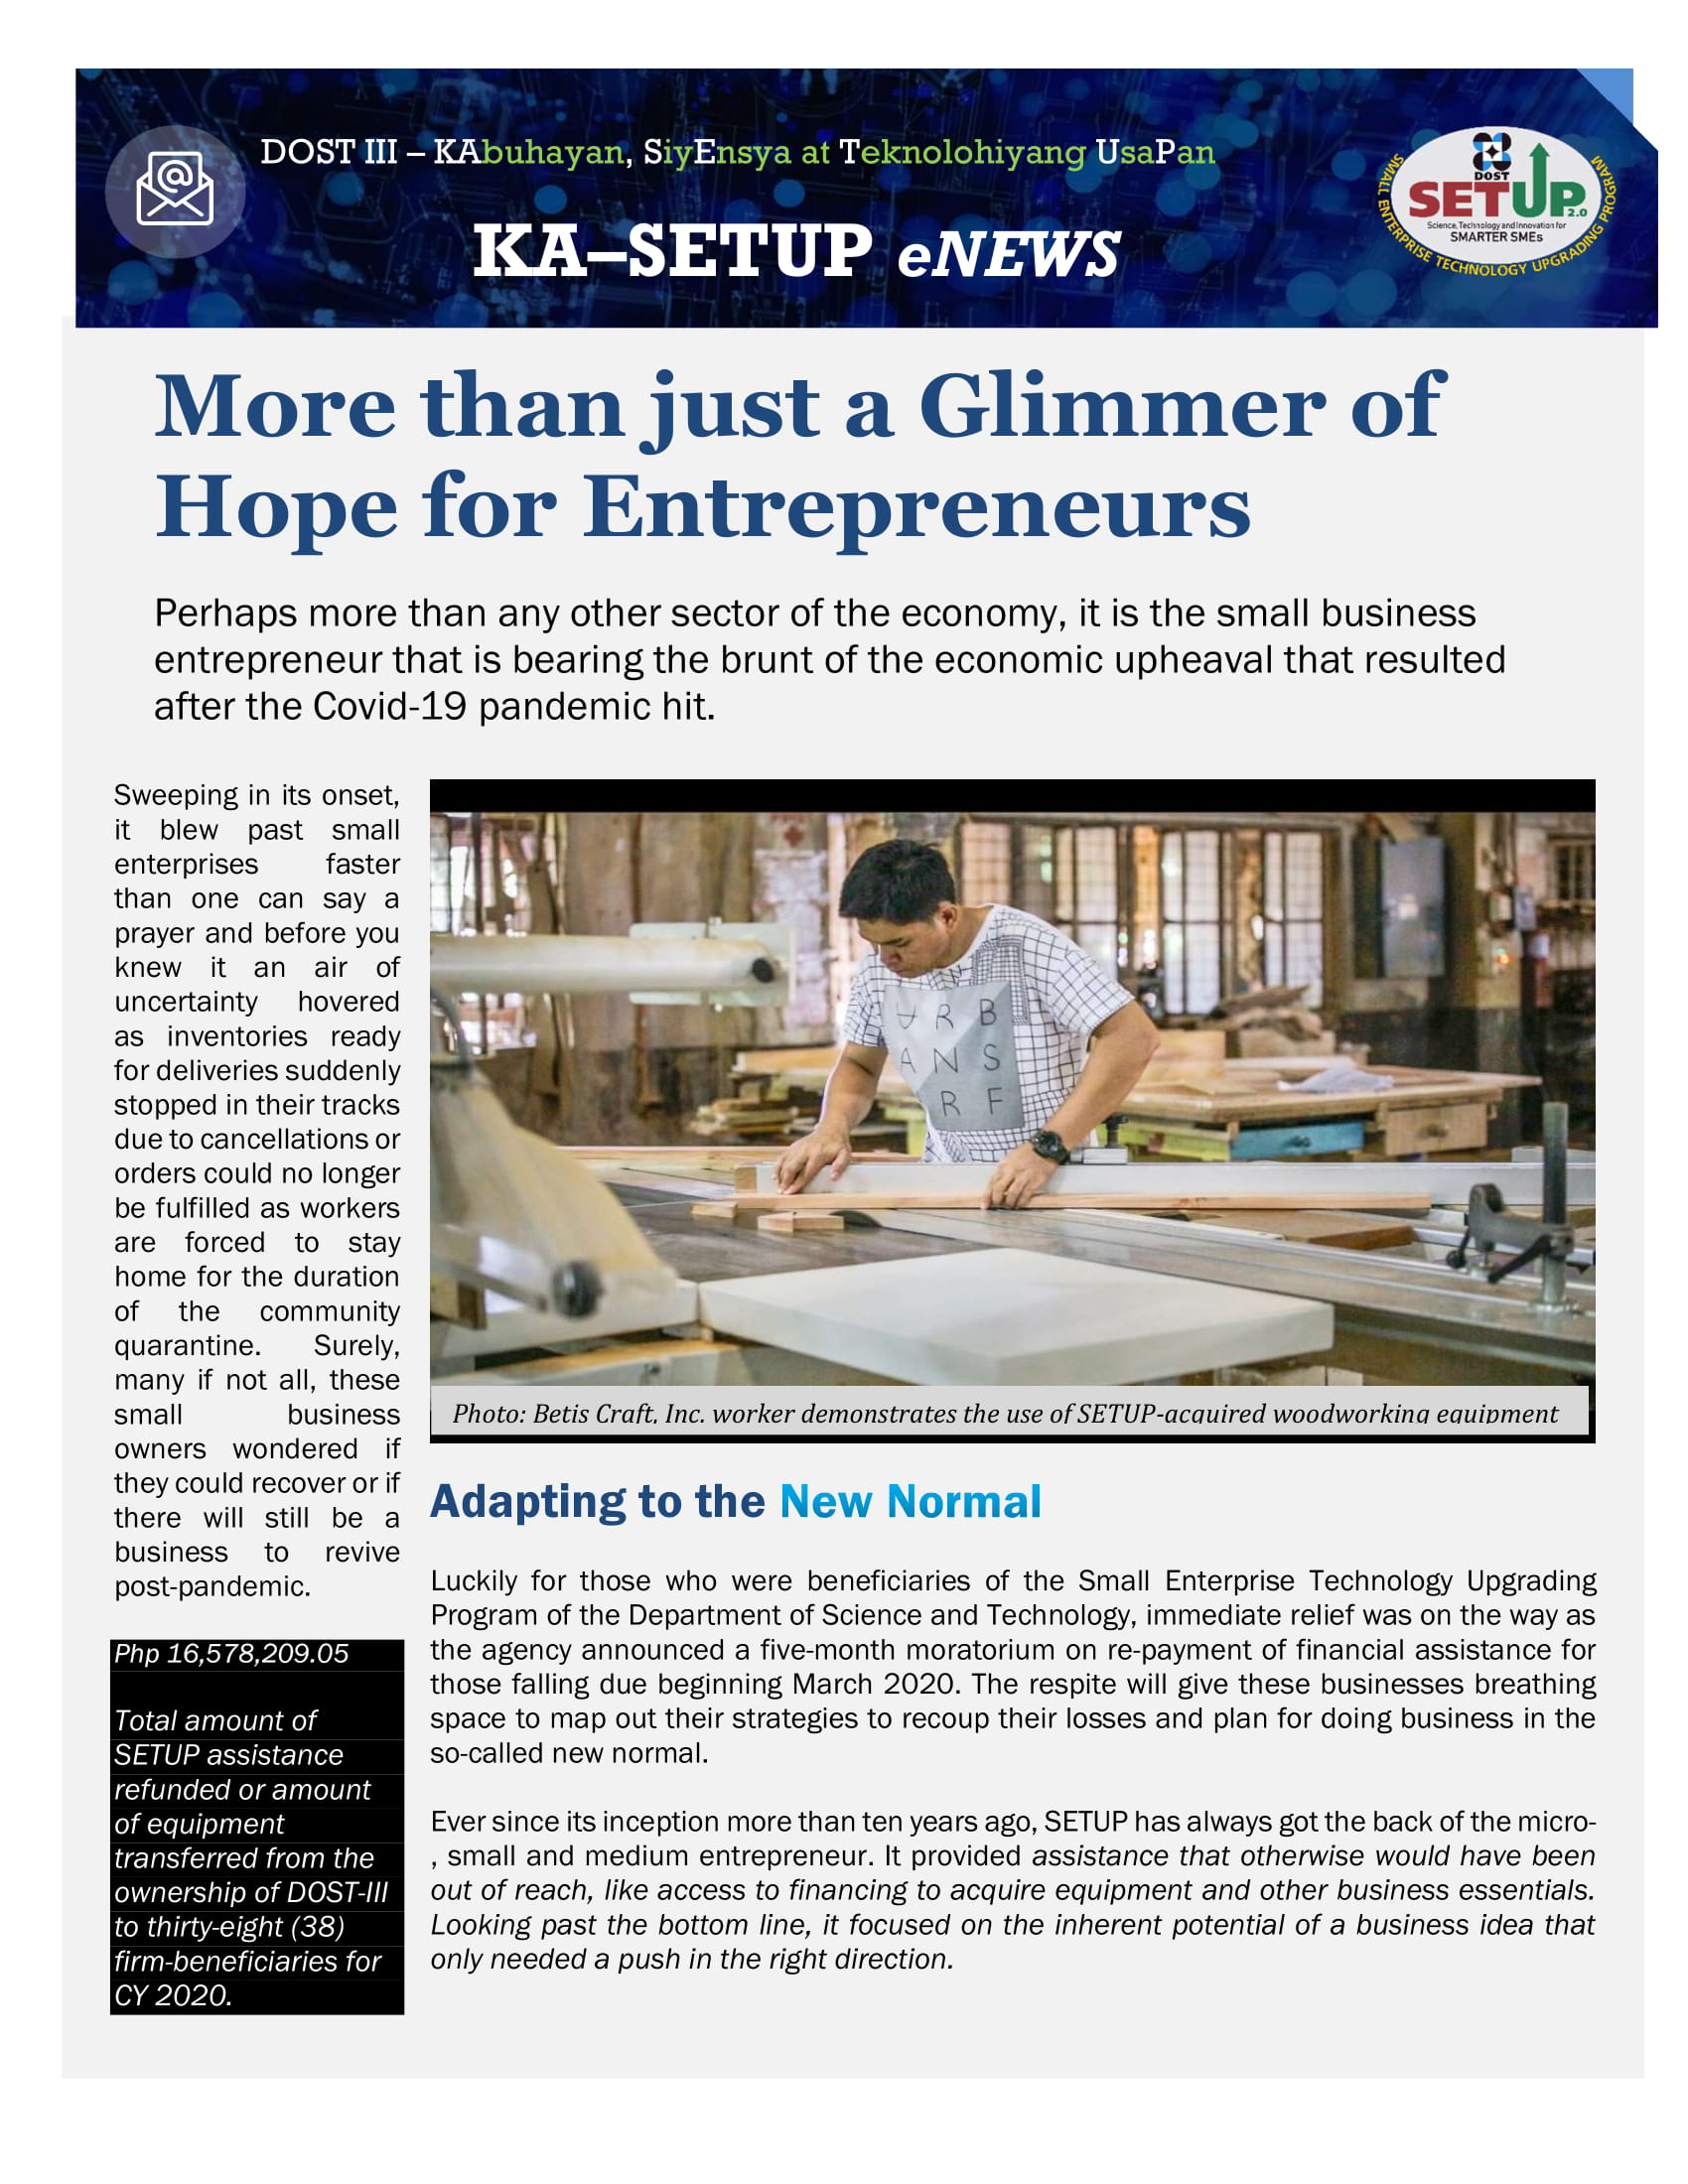 DOST III – KAbuhayan, SiyEnsya at Teknolohiyang UsaPan
KA–SETUP eNEWS
DOST
SETUP 2.0
Science, Technology and Innovation for
SMARTER SMEs
SMALL ENTERPRISE TECHNOLOGY UPGRADING PROGRAM
More than just a Glimmer of
Hope for Entrepreneurs
Perhaps more than any other sector of the economy, it is the small business
entrepreneur that is bearing the brunt of the economic upheaval that resulted
after the Covid-19 pandemic hit.
Sweeping in its onset,
it blew past small
enterprises faster
than one can say a
prayer and before you
knew it an air of
uncertainty hovered
as inventories ready
for deliveries suddenly
stopped in their tracks
due to cancellations or
orders could no longer
be fulfilled as workers
are forced to stay
home for the duration
of the community
quarantine. Surely,
many if not all, these
small business
owners wondered if
they could recover or if
there will still be a
business to revive
post-pandemic.
Php 16,578,209.05
Total amount of
SETUP assistance
refunded or amount
of equipment
transferred from the
ownership of DOST-III
to thirty-eight (38)
firm-beneficiaries for
CY 2020.
URB
ANS
RF
Photo: Betis Craft, Inc. worker demonstrates the use of SETUP-acquired woodworking equipment
Adapting to the New Normal
Luckily for those who were beneficiaries of the Small Enterprise Technology Upgrading
Program of the Department of Science and Technology, immediate relief was on the way as
the agency announced a five-month moratorium on re-payment of financial assistance for
those falling due beginning March 2020. The respite will give these businesses breathing
space to map out their strategies to recoup their losses and plan for doing business in the
so-called new normal.
Ever since its inception more than ten years ago, SETUP has always got the back of the micro-
, small and medium entrepreneur. It provided assistance that otherwise would have been
out of reach, like access to financing to acquire equipment and other business essentials.
Looking past the bottom line, it focused on the inherent potential of a business idea that
only needed a push in the right direction.